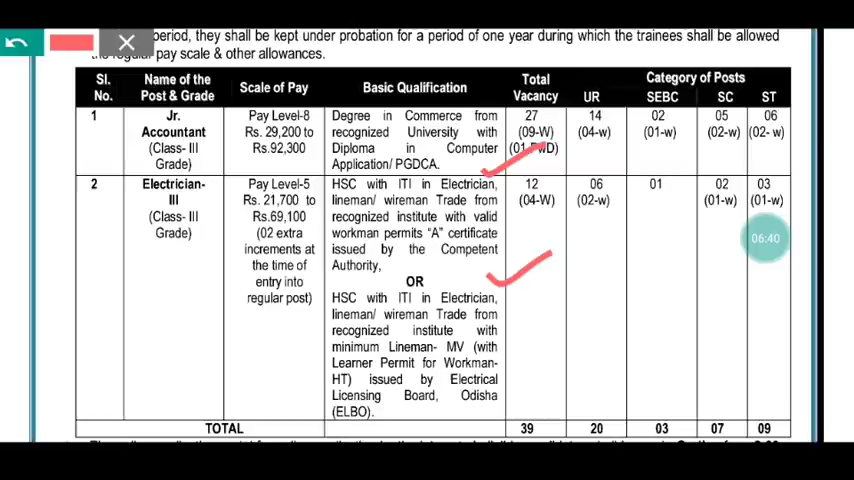 period, they shall be kept under probation for a period of one year during which the trainees shall be allowed
the regular pay scale & other allowances.
Sl. No. Name of the Post & Grade Scale of Pay Basic Qualification Total Vacancy Category of Posts
UR SEBC SC ST
1 Jr. Accountant (Class- III Grade) Pay Level-8 Rs. 29,200 to Rs.92,300 Degree in Commerce from recognized University with Diploma in Computer Application/ PGDCA. 27 (09-W) (01-PwD) 14 (04-w) 02 (01-w) 05 (02-w) 06 (02- w)
2 Electrician- III (Class- III Grade) Pay Level-5 Rs. 21,700 to Rs.69,100 (02 extra increments at the time of entry into regular post) HSC with ITI in Electrician, lineman/ wireman Trade from recognized institute with valid workman permits “A” certificate issued by the Competent Authority,
OR
HSC with ITI in Electrician, lineman/ wireman Trade from recognized institute with minimum Lineman- MV (with Learner Permit for Workman- HT) issued by Electrical Licensing Board, Odisha (ELBO). 12 (04-W) 06 (02-w) 01 02 (01-w) 03 (01-w)
06:40
TOTAL 39 20 03 07 09